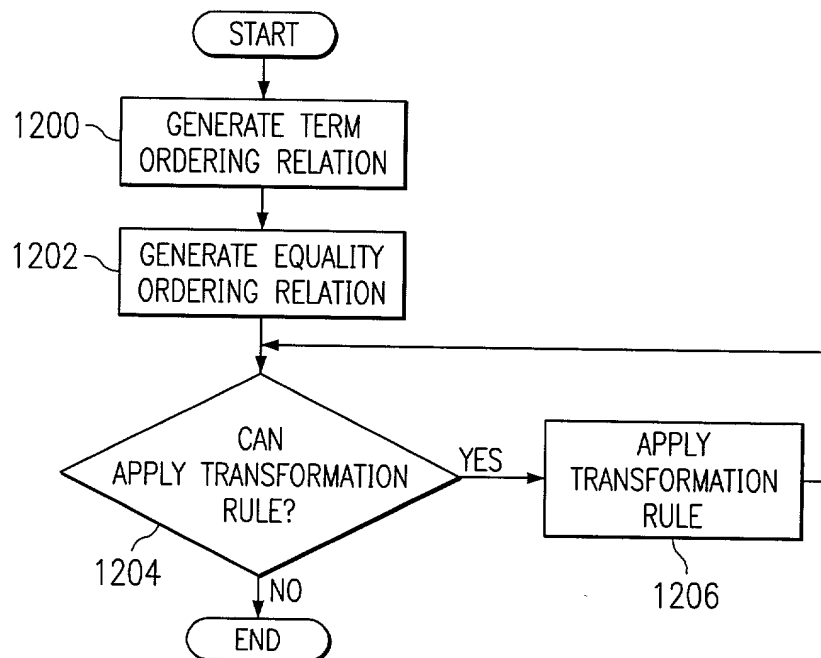 START
1200
GENERATE TERM
ORDERING RELATION
1202
GENERATE EQUALITY
ORDERING RELATION
CAN
APPLY TRANSFORMATION
RULE?
YES
APPLY
TRANSFORMATION
RULE
1204
1206
NO
END